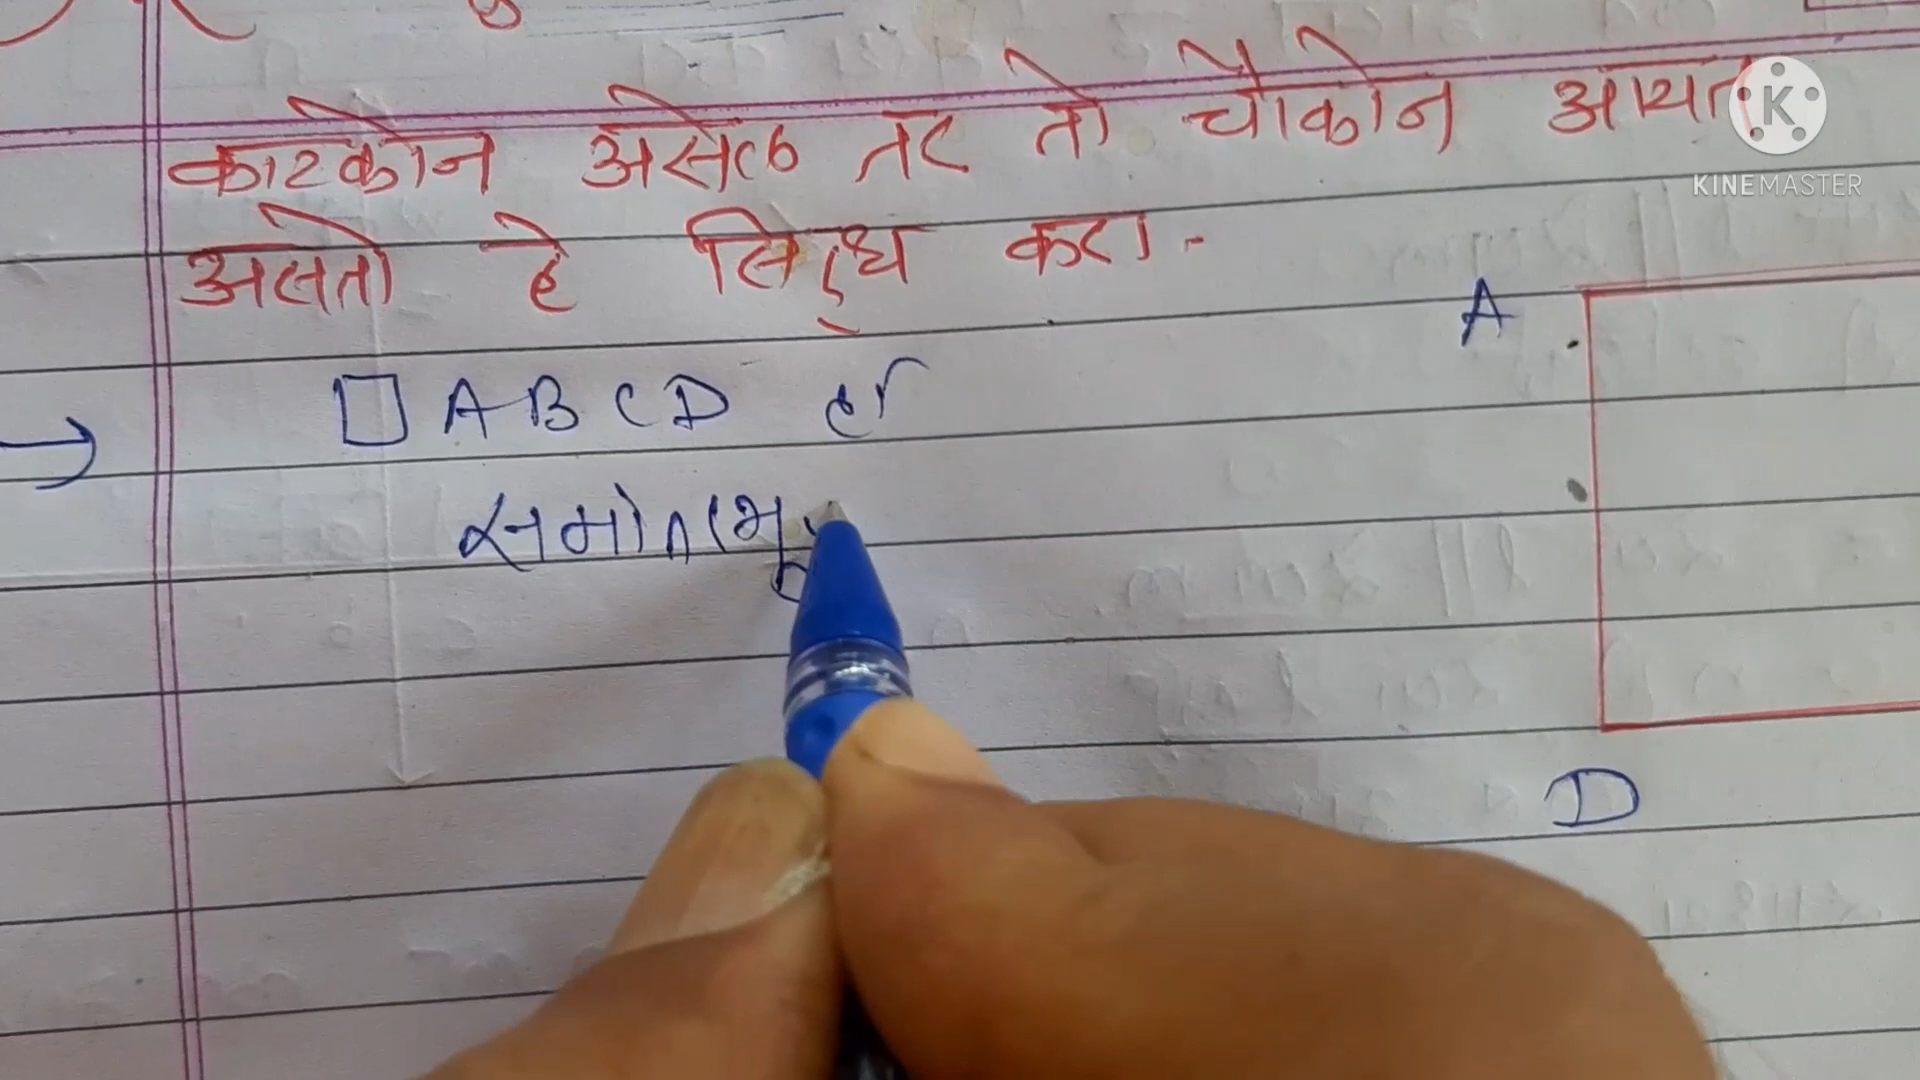 काटकोन असेल तर तो चौकोन आयत
असतो हे सिद्ध करा.
□ ABCD हा
समांतरभु
A
D
KINEMASTER